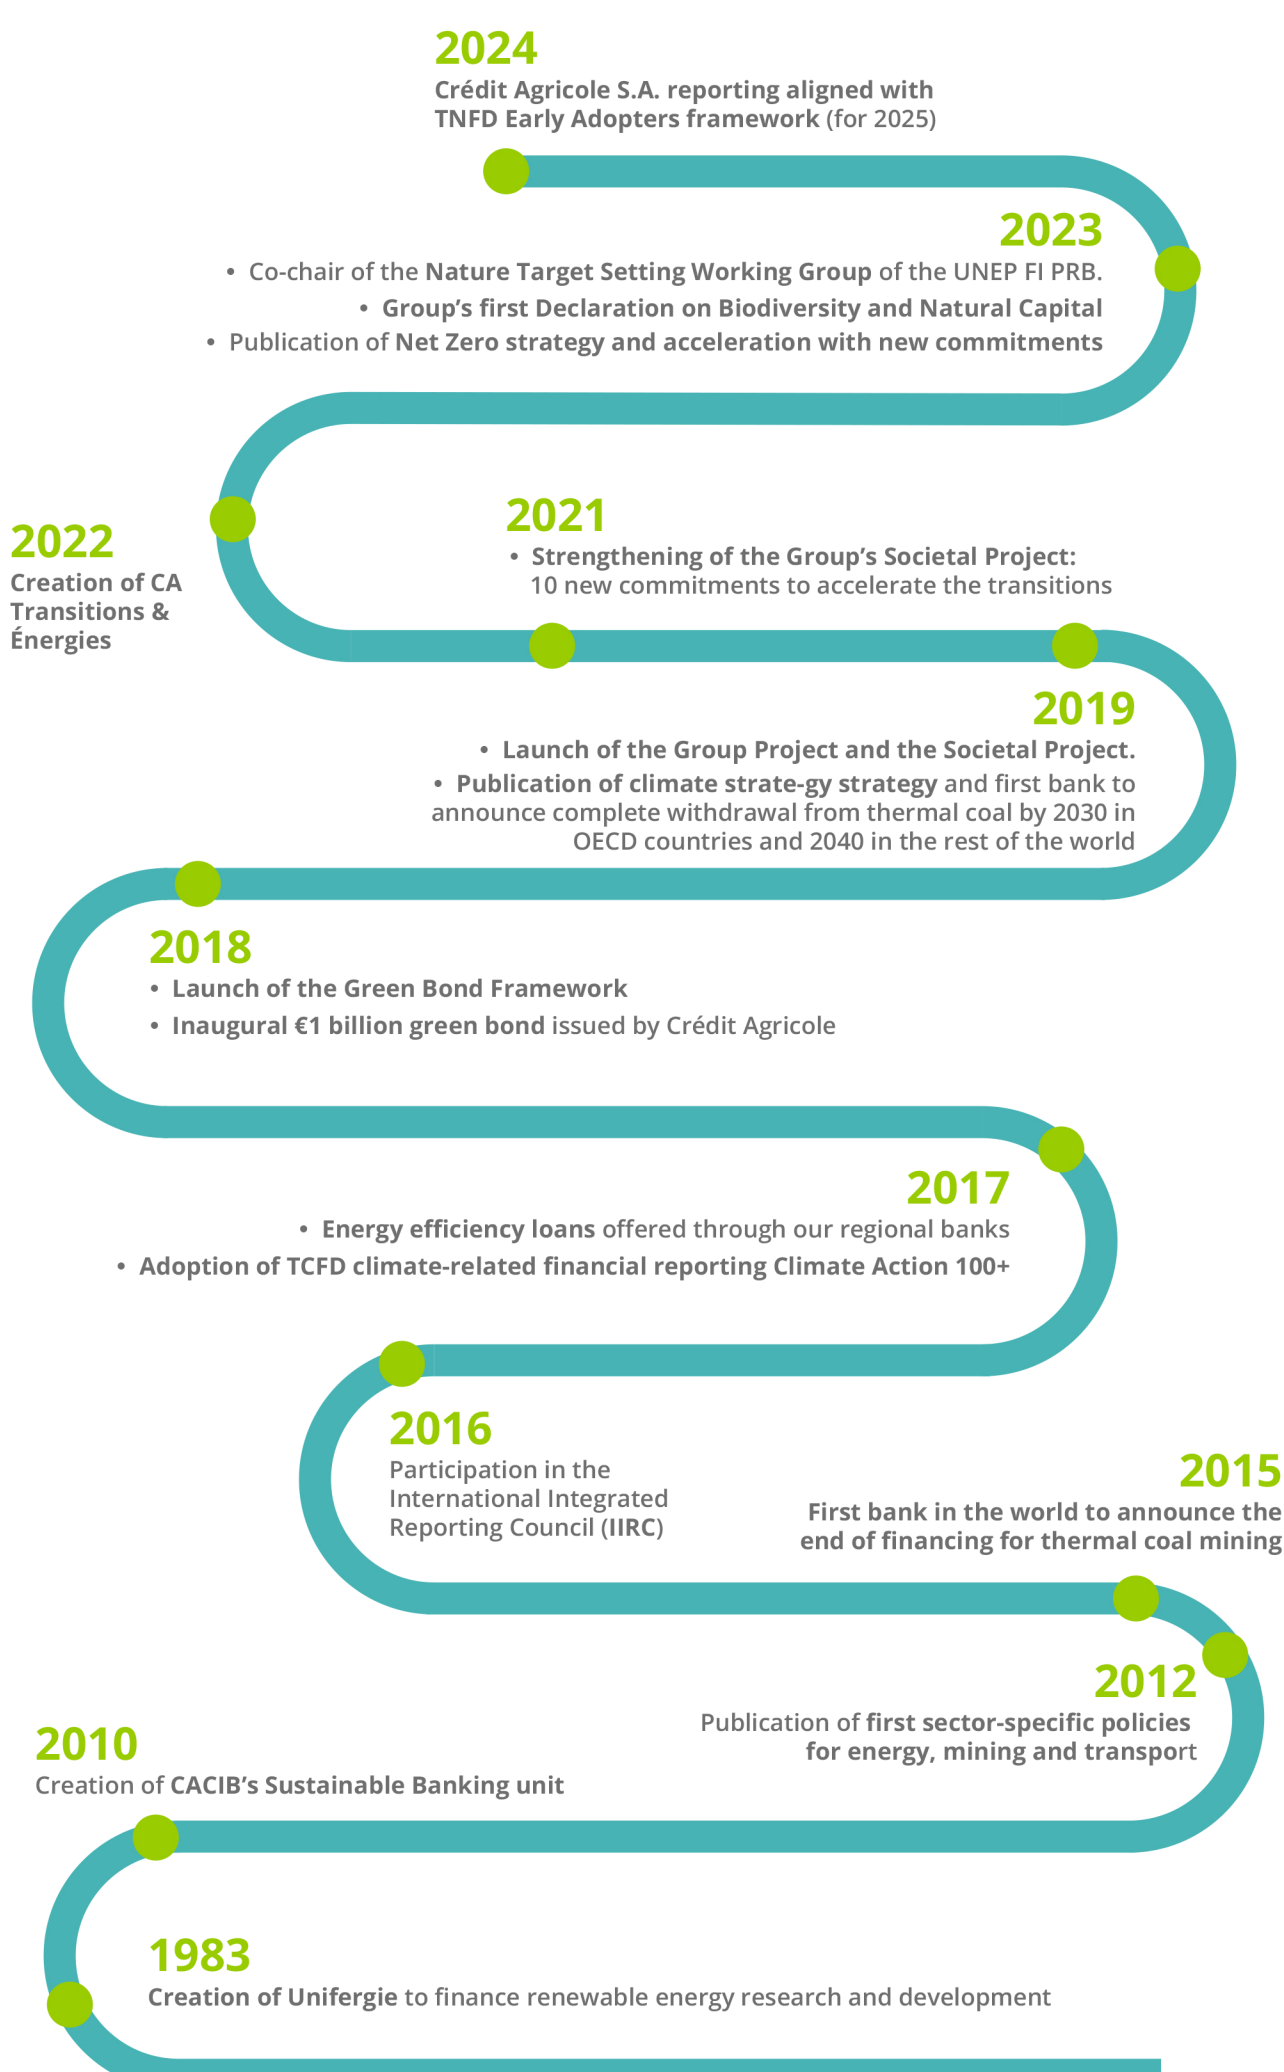 2024
Crédit Agricole S.A. reporting aligned with
TNFD Early Adopters framework (for 2025)
2023
• Co-chair of the Nature Target Setting Working Group of the UNEP FI PRB.
• Group’s first Declaration on Biodiversity and Natural Capital
• Publication of Net Zero strategy and acceleration with new commitments
2022
Creation of CA
Transitions &
Énergies
2021
• Strengthening of the Group’s Societal Project:
10 new commitments to accelerate the transitions
2019
• Launch of the Group Project and the Societal Project.
• Publication of climate strate-gy strategy and first bank to
announce complete withdrawal from thermal coal by 2030 in
OECD countries and 2040 in the rest of the world
2018
• Launch of the Green Bond Framework
• Inaugural €1 billion green bond issued by Crédit Agricole
2017
• Energy efficiency loans offered through our regional banks
• Adoption of TCFD climate-related financial reporting Climate Action 100+
2016
Participation in the
International Integrated
Reporting Council (IIRC)
2015
First bank in the world to announce the
end of financing for thermal coal mining
2012
Publication of first sector-specific policies
for energy, mining and transport
2010
Creation of CACIB’s Sustainable Banking unit
1983
Creation of Unifergie to finance renewable energy research and development